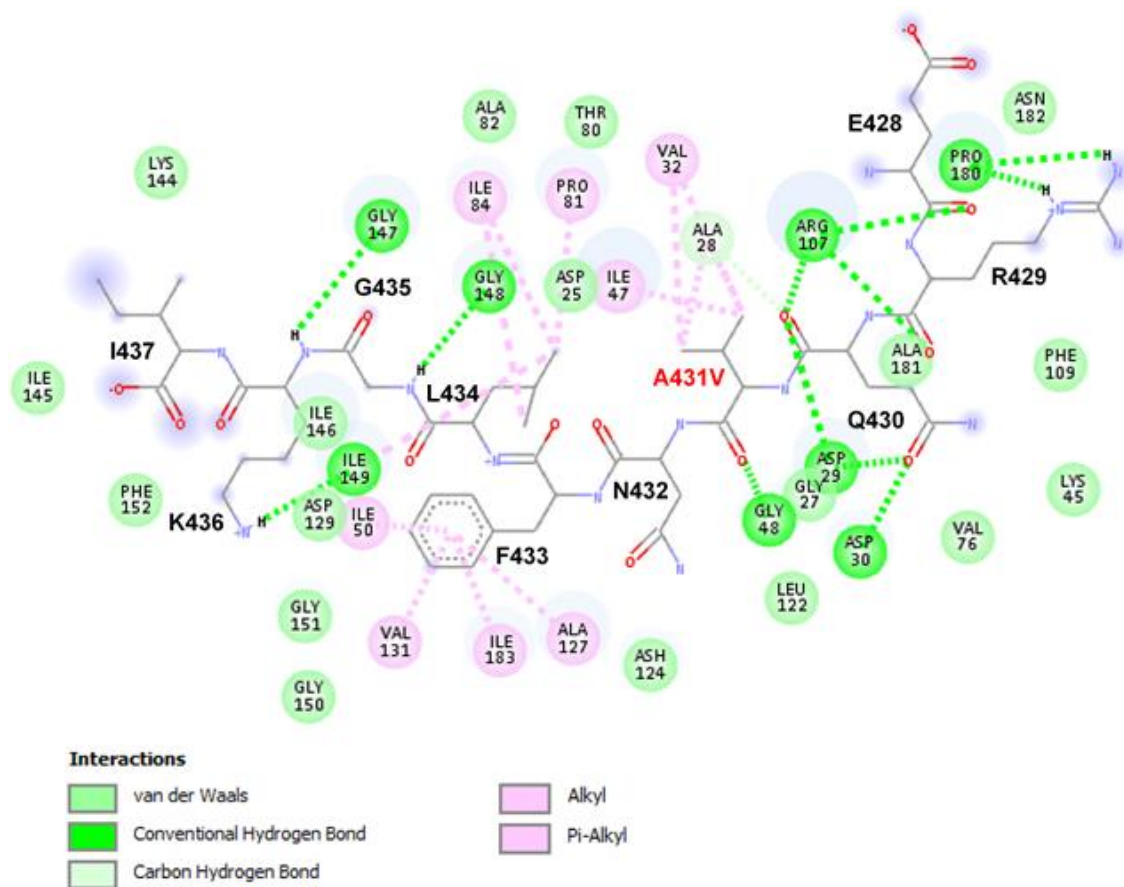 E428
ASN
182
PRO
180
ALA
82
THR
80
VAL
32
LYS
144
ILE
84
PRO
81
GLY
147
ARG
107
ALA
28
R429
G435
GLY
148
ASP
25
ILE
47
I437
L434
A431V
ALA
181
PHE
109
ILE
145
Q430
ILE
146
ILE
149
N432
ASP
29
GLY
27
LYS
45
PHE
152
K436
ASP
129
ILE
50
F433
GLY
48
ASP
30
VAL
76
LEU
122
GLY
151
VAL
131
ILE
183
ALA
127
ASH
124
GLY
150
O
O
N
H
N
H
N
N
O
N
N
O
N
O
O
N
O
N
O
N
H
N
O
H
N
O
N
O
N
O
N
O
N
O
O
N
H
N
Interactions
van der Waals
Conventional Hydrogen Bond
Carbon Hydrogen Bond
Alkyl
Pi-Alkyl